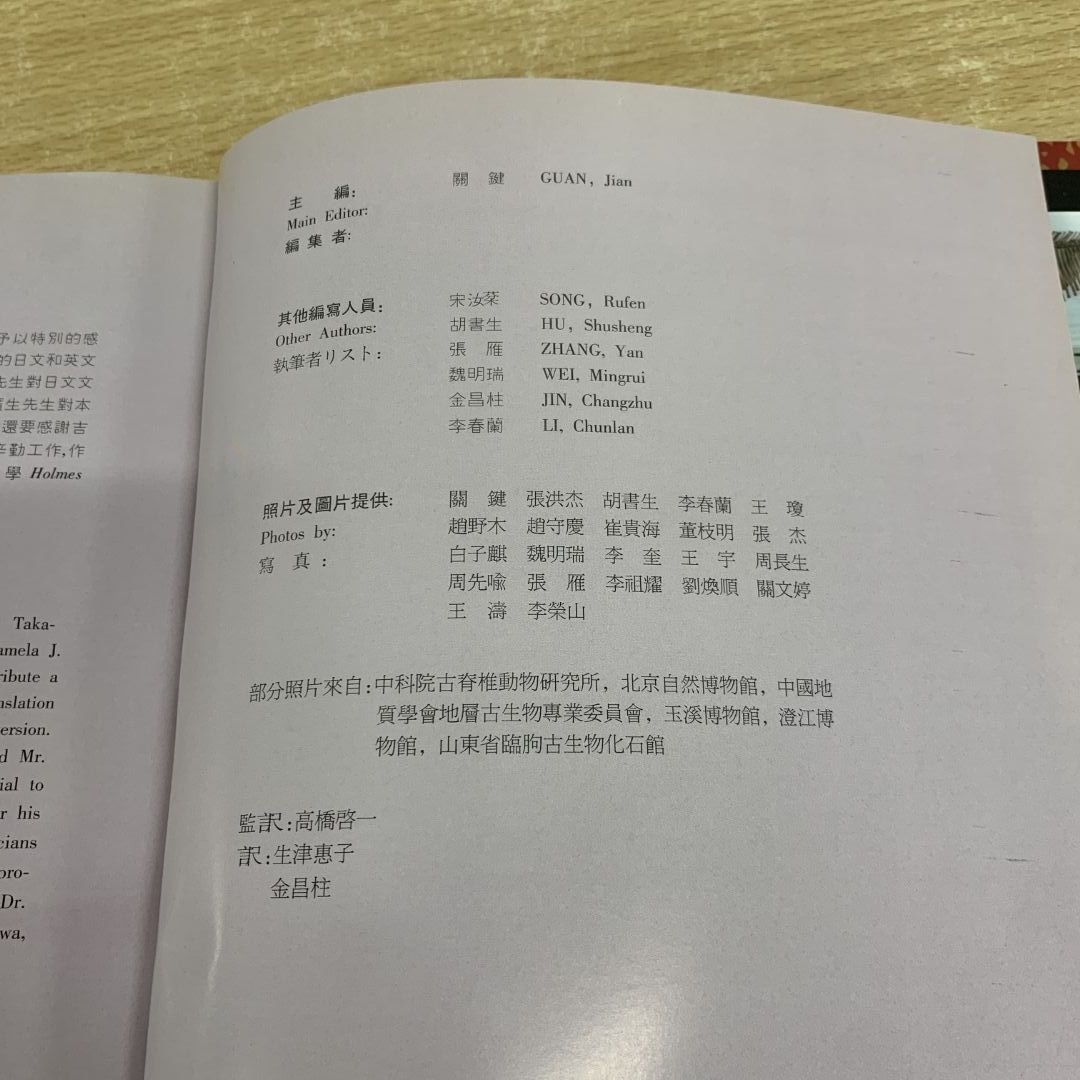 予以特別的感
的日文和英文
先生對日文文
生先生對本
還要感謝吉
辛勤工作,作
學 Holmes
Taka-
amela J.
ribute a
nslation
ersion.
d Mr.
ial to
r his
cians
oro-
Dr.
wa,
主 編: 關 鍵 GUAN, Jian
Main Editor:
編 集 者:
其他編寫人員: 宋汝棻 SONG, Rufen
Other Authors: 胡書生 HU, Shusheng
執筆者リスト: 張 雁 ZHANG, Yan
魏明瑞 WEI, Mingrui
金昌柱 JIN, Changzhu
李春蘭 LI, Chunlan
照片及圖片提供: 關 鍵 張洪杰 胡書生 李春蘭 王 瓊
Photos by: 趙野木 趙守慶 崔貴海 董枝明 張 杰
寫 真 : 白子麒 魏明瑞 李 奎 王 宇 周長生
周先喩 張 雁 李祖耀 劉煥順 關文婷
王 濤 李榮山
部分照片來自:中科院古脊椎動物研究所, 北京自然博物館, 中國地
質學會地層古生物專業委員會, 玉溪博物館, 澄江博
物館, 山東省臨朐古生物化石館
監訳:高橋啓一
訳:生津惠子
金昌柱